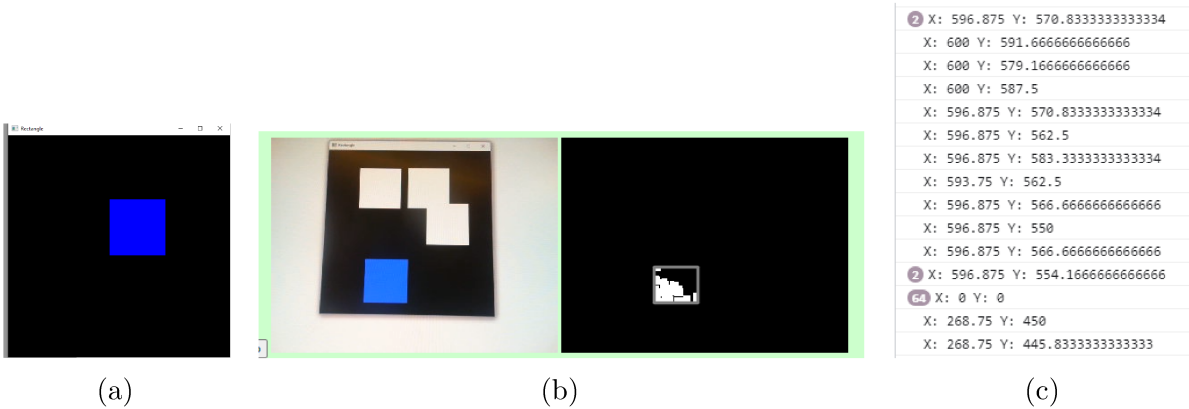 Rectangle
Rectangle
2 X: 596.875 Y: 570.8333333333334
X: 600 Y: 591.6666666666666
X: 600 Y: 579.1666666666666
X: 600 Y: 587.5
X: 596.875 Y: 570.8333333333334
X: 596.875 Y: 562.5
X: 596.875 Y: 583.3333333333334
X: 593.75 Y: 562.5
X: 596.875 Y: 566.6666666666666
X: 596.875 Y: 550
X: 596.875 Y: 566.6666666666666
2 X: 596.875 Y: 554.1666666666666
64 X: 0 Y: 0
X: 268.75 Y: 450
X: 268.75 Y: 445.8333333333333
(a)
(b)
(c)